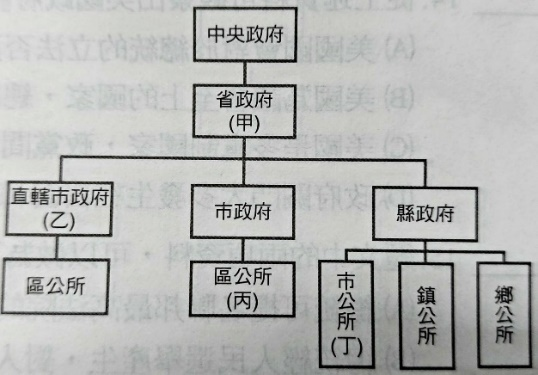 中央政府
省政府
(甲)
直轄市政府
(乙)
市政府
縣政府
區公所
區公所
(丙)
市公所(丁)
鎮公所
鄉公所